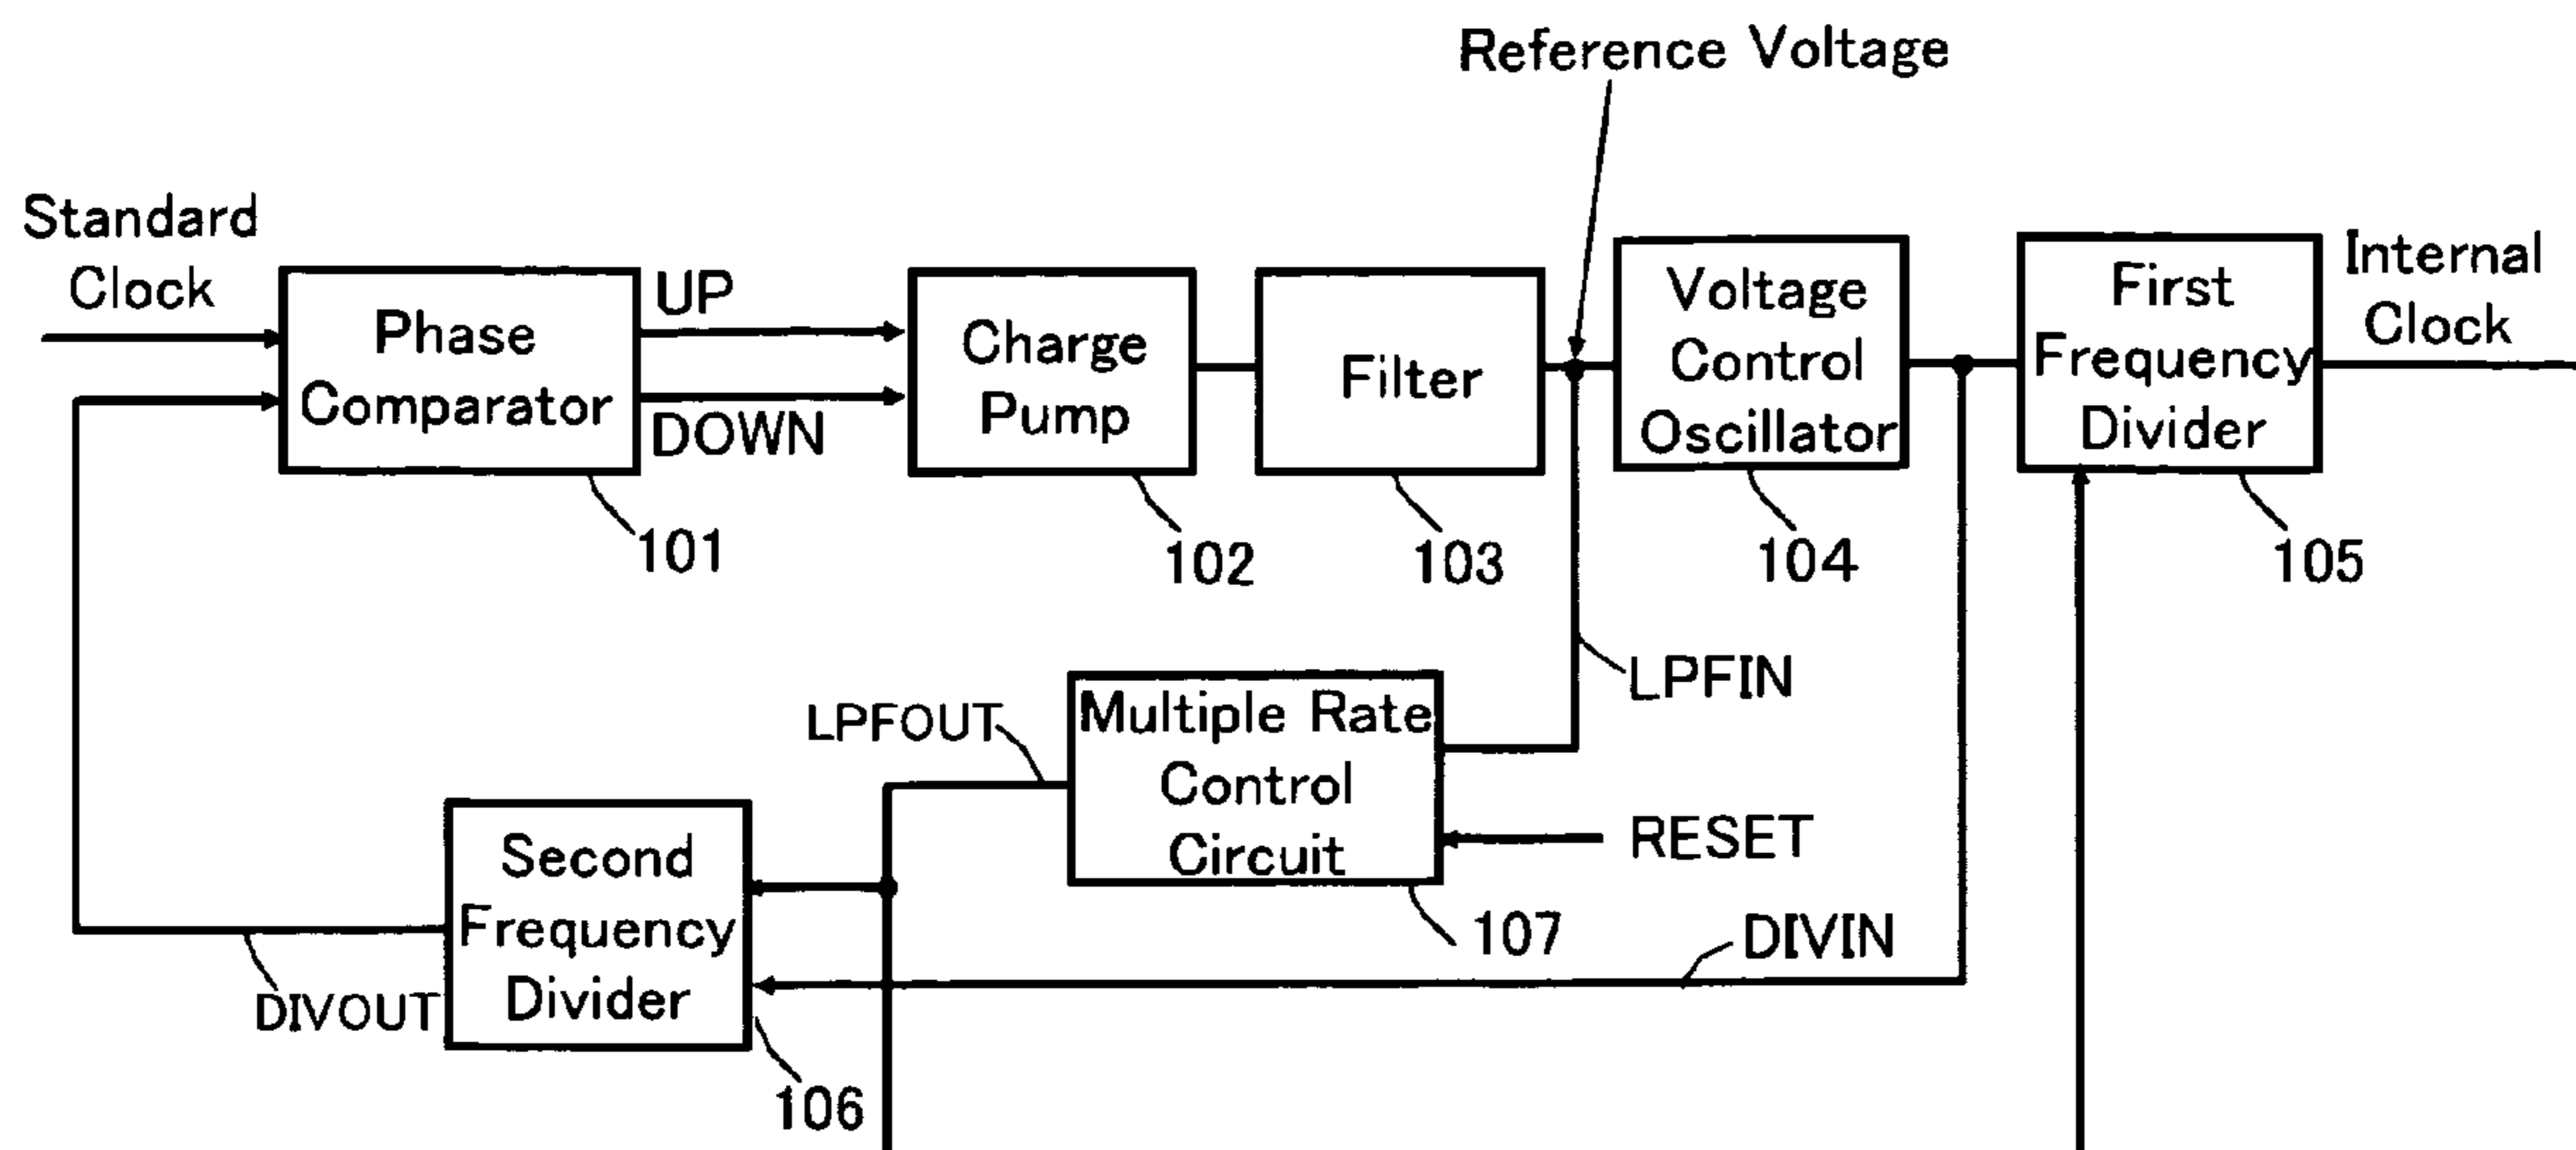 Reference Voltage
Standard
Clock
Phase
Comparator
UP
DOWN
Charge
Pump
Filter
Voltage
Control
Oscillator
First
Frequency
Divider
Internal
Clock
101
102
103
104
105
LPFIN
LPFOUT
Multiple Rate
Control
Circuit
RESET
107
DIVIN
Second
Frequency
Divider
DIVOUT
106